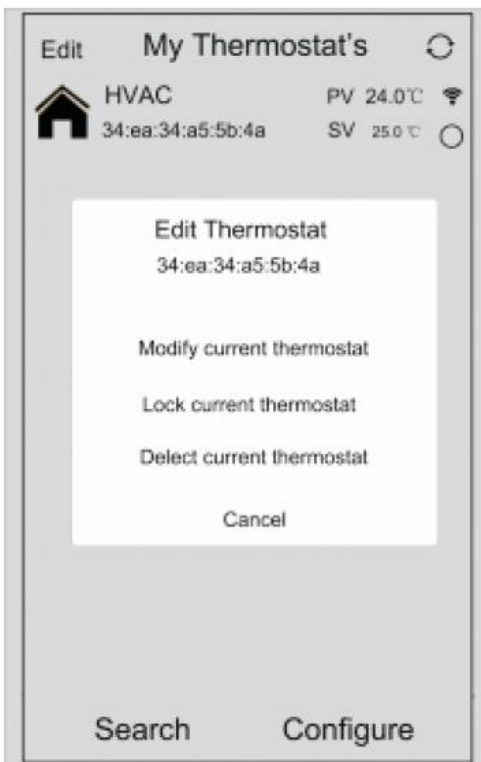 Edit My Thermostat's
HVAC PV 24.0℃
34:ea:34:a5:5b:4a SV 25.0 ℃
Edit Thermostat
34:ea:34:a5:5b:4a
Modify current thermostat
Lock current thermostat
Delect current thermostat
Cancel
Search Configure